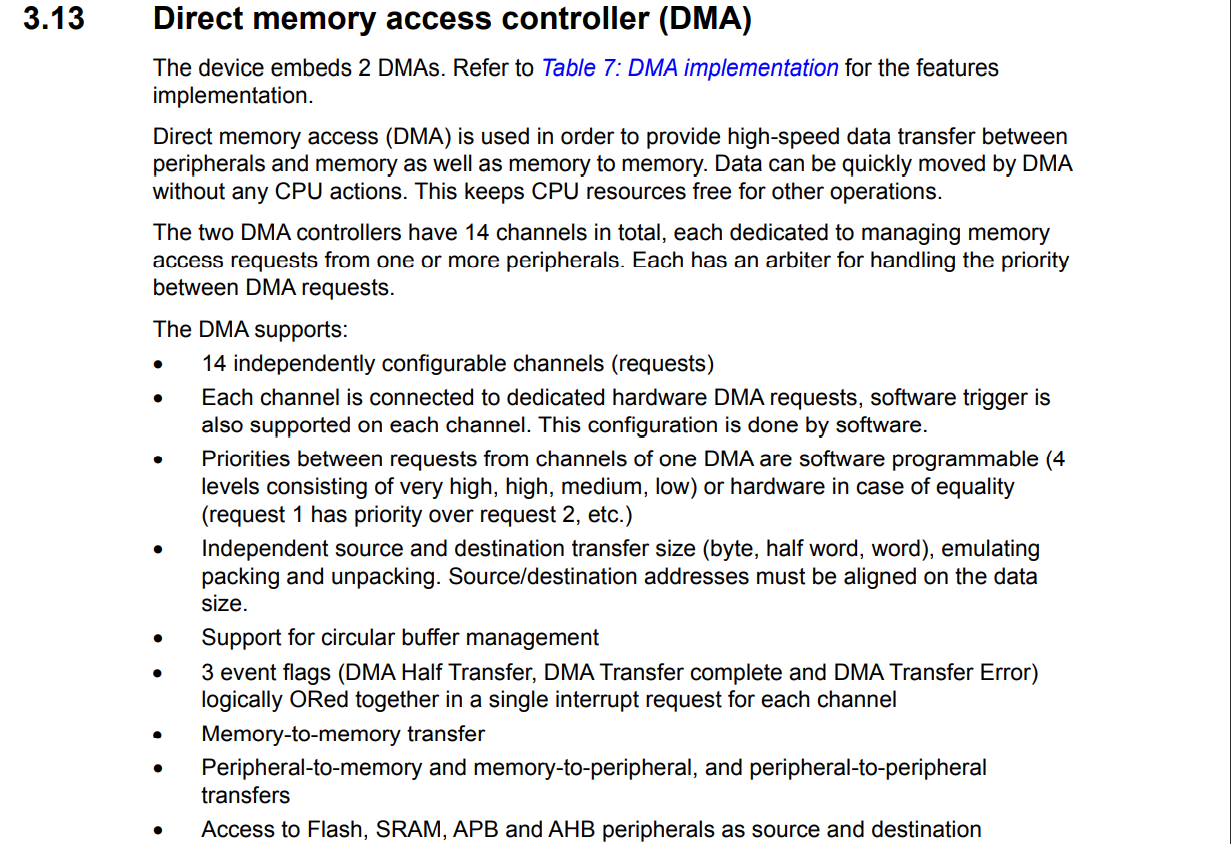 3.13 Direct memory access controller (DMA)
The device embeds 2 DMAs. Refer to Table 7: DMA implementation for the features
implementation.
Direct memory access (DMA) is used in order to provide high-speed data transfer between
peripherals and memory as well as memory to memory. Data can be quickly moved by DMA
without any CPU actions. This keeps CPU resources free for other operations.
The two DMA controllers have 14 channels in total, each dedicated to managing memory
access requests from one or more peripherals. Each has an arbiter for handling the priority
between DMA requests.
The DMA supports:
• 14 independently configurable channels (requests)
• Each channel is connected to dedicated hardware DMA requests, software trigger is
also supported on each channel. This configuration is done by software.
• Priorities between requests from channels of one DMA are software programmable (4
levels consisting of very high, high, medium, low) or hardware in case of equality
(request 1 has priority over request 2, etc.)
• Independent source and destination transfer size (byte, half word, word), emulating
packing and unpacking. Source/destination addresses must be aligned on the data
size.
• Support for circular buffer management
• 3 event flags (DMA Half Transfer, DMA Transfer complete and DMA Transfer Error)
logically ORed together in a single interrupt request for each channel
• Memory-to-memory transfer
• Peripheral-to-memory and memory-to-peripheral, and peripheral-to-peripheral
transfers
• Access to Flash, SRAM, APB and AHB peripherals as source and destination